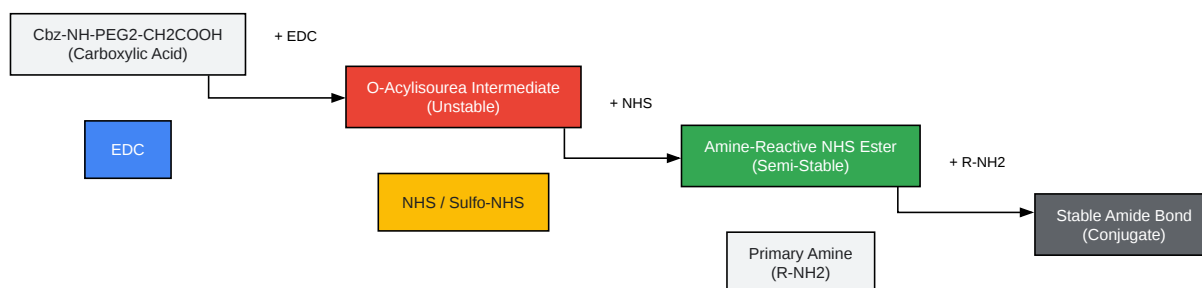 Cbz-NH-PEG2-CH2COOH
(Carboxylic Acid)
+ EDC
O-Acylisourea Intermediate
(Unstable)
+ NHS
EDC
Amine-Reactive NHS Ester
(Semi-Stable)
+ R-NH2
NHS / Sulfo-NHS
Stable Amide Bond
(Conjugate)
Primary Amine
(R-NH2)